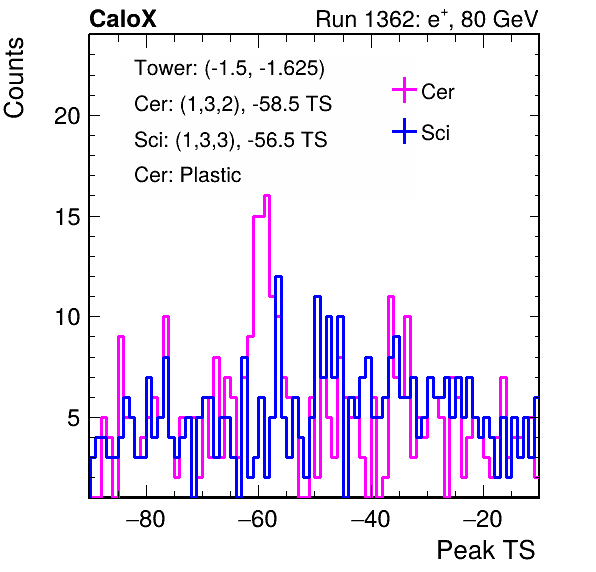 CaloX Run 1362: e⁺, 80 GeV
Counts
Tower: (-1.5, -1.625)
Cer: (1,3,2), -58.5 TS
Sci: (1,3,3), -56.5 TS
Cer: Plastic
Cer
Sci
20
15
10
5
−80 −60 −40 −20
Peak TS